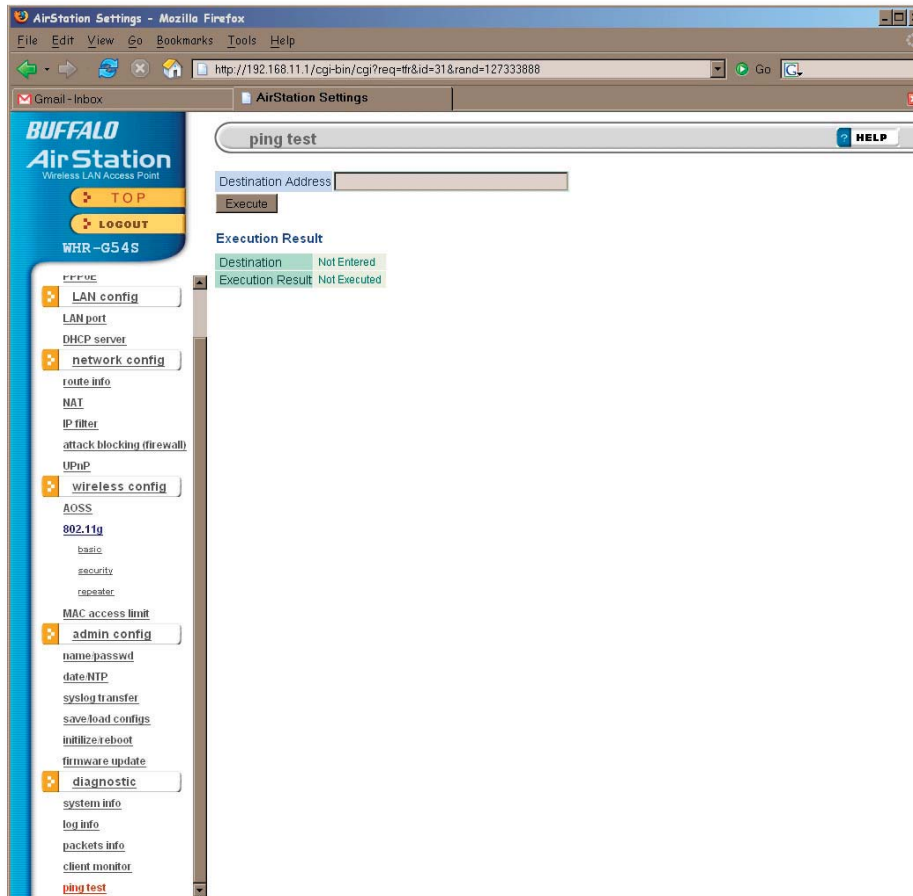 AirStation Settings - Mozilla Firefox
File Edit View Go Bookmarks Tools Help
http://192.168.11.1/cgi-bin/cgi?req=tfr&id=31&rand=127333888
Go
G
Gmail - Inbox
AirStation Settings
BUFFALO
AirStation
Wireless LAN Access Point
TOP
LOGOUT
WHR-G54S
ping test
HELP
Destination Address
Execute
Execution Result
Destination Not Entered
Execution Result Not Executed
PPPoE
LAN config
LAN port
DHCP server
network config
route info
NAT
IP filter
attack blocking (firewall)
UPnP
wireless config
AOSS
802.11g
basic
security
repeater
MAC access limit
admin config
name/passwd
date/NTP
syslog transfer
save/load configs
initilize/reboot
firmware update
diagnostic
system info
log info
packets info
client monitor
ping test